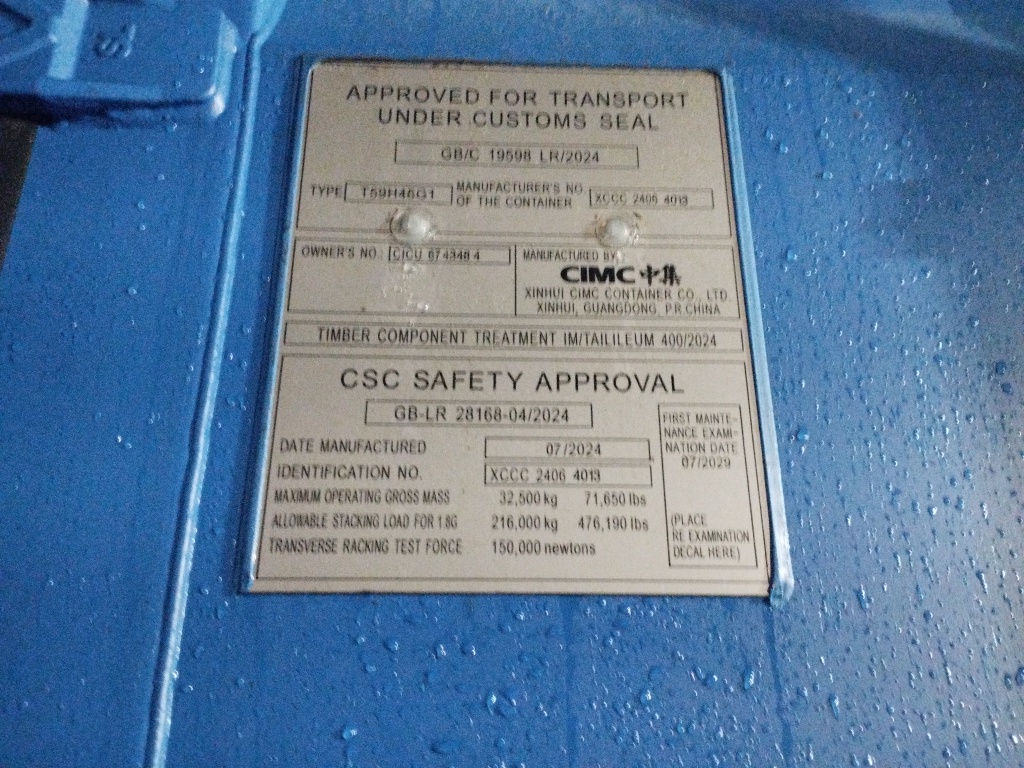 APPROVED FOR TRANSPORT
UNDER CUSTOMS SEAL
GB/C 19598 LR/2024
TYPE T59H46G1 MANUFACTURER'S NO.
OF THE CONTAINER XCCC 2406 4013
OWNER'S NO.: CICU 674348 4
MANUFACTURED BY:
CIMC 中集
XINHUI CIMC CONTAINER CO., LTD.
XINHUI, GUANGDONG, P.R.CHINA
TIMBER COMPONENT TREATMENT IM/TAILILEUM 400/2024
CSC SAFETY APPROVAL
GB-LR 28168-04/2024
DATE MANUFACTURED 07/2024
IDENTIFICATION NO. XCCC 2406 4013
MAXIMUM OPERATING GROSS MASS 32,500 kg 71,650 lbs
ALLOWABLE STACKING LOAD FOR 1.8G 216,000 kg 476,190 lbs
TRANSVERSE RACKING TEST FORCE 150,000 newtons
FIRST MAINTE-
NANCE EXAMI-
NATION DATE
07/2029
(PLACE
RE EXAMINATION
DECAL HERE)